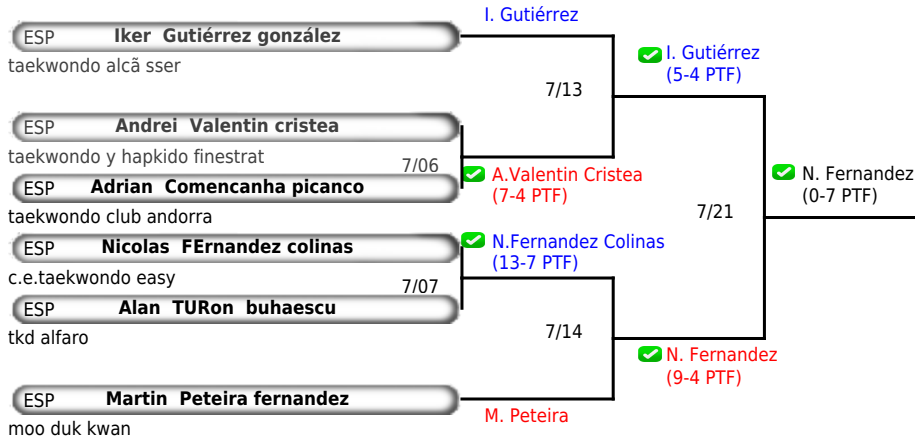 I. Gutiérrez
ESP Iker Gutiérrez gonzález
taekwondo alcã sser
I. Gutiérrez
(5-4 PTF)
7/13
ESP Andrei Valentin cristea
taekwondo y hapkido finestrat
7/06
A.Valentin Cristea
(7-4 PTF)
ESP Adrian Comencanha picanco
taekwondo club andorra
N. Fernandez
(0-7 PTF)
7/21
ESP Nicolas FErnandez colinas
c.e.taekwondo easy
N.Fernandez Colinas
(13-7 PTF)
7/07
ESP Alan TURon buhaescu
tkd alfaro
7/14
N. Fernandez
(9-4 PTF)
ESP Martin Peteira fernandez
moo duk kwan
M. Peteira